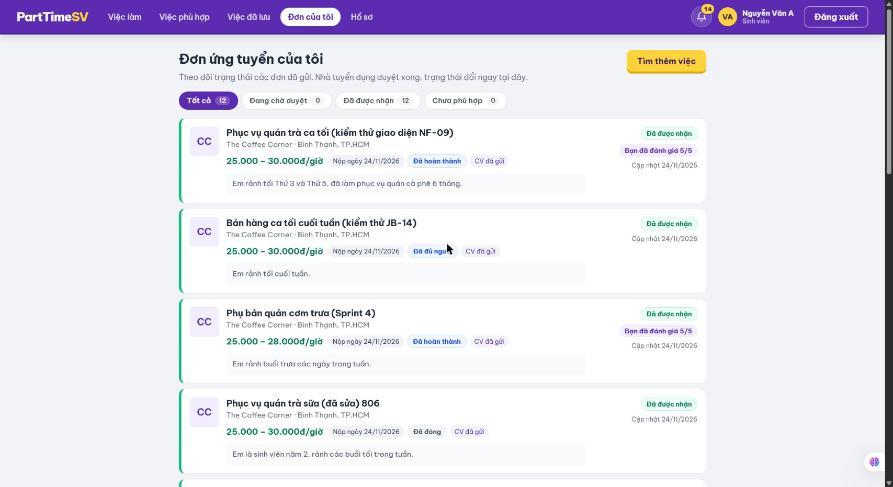 PartTimeSV Việc làm Việc phù hợp Việc đã lưu Đơn của tôi Hồ sơ 14 VA Nguyễn Văn A Đăng xuất
Sinh viên
Đơn ứng tuyển của tôi
Tìm thêm việc
Theo dõi trạng thái các đơn đã gửi. Nhà tuyển dụng duyệt xong, trạng thái đổi ngay tại đây.
Tất cả 12 Đang chờ duyệt 0 Đã được nhận 12 Chưa phù hợp 0
CC
Phục vụ quán trà ca tối (kiểm thử giao diện NF-09)
Đã được nhận
The Coffee Corner · Bình Thạnh, TP.HCM
Bạn đã đánh giá 5/5
25.000 – 30.000đ/giờ Nộp ngày 24/11/2026 Đã hoàn thành CV đã gửi
Cập nhật 24/11/2026
Em rảnh tối Thứ 3 và Thứ 5, đã làm phục vụ quán cà phê 6 tháng.
CC
Bán hàng ca tối cuối tuần (kiểm thử JB-14)
Đã được nhận
The Coffee Corner · Bình Thạnh, TP.HCM
Cập nhật 24/11/2026
25.000 – 30.000đ/giờ Nộp ngày 24/11/2026 Đã đủ CV đã gửi
Em rảnh tối cuối tuần.
CC
Phụ bán quán cơm trưa (Sprint 4)
Đã được nhận
The Coffee Corner · Bình Thạnh, TP.HCM
Bạn đã đánh giá 5/5
25.000 – 28.000đ/giờ Nộp ngày 24/11/2026 Đã hoàn thành CV đã gửi
Cập nhật 24/11/2026
Em rảnh buổi trưa các ngày trong tuần.
CC
Phục vụ quán trà sữa (đã sửa) 806
Đã được nhận
The Coffee Corner · Bình Thạnh, TP.HCM
Cập nhật 24/11/2026
25.000 – 30.000đ/giờ Nộp ngày 24/11/2026 Đã đóng CV đã gửi
Em là sinh viên năm 2, rảnh các buổi tối trong tuần.